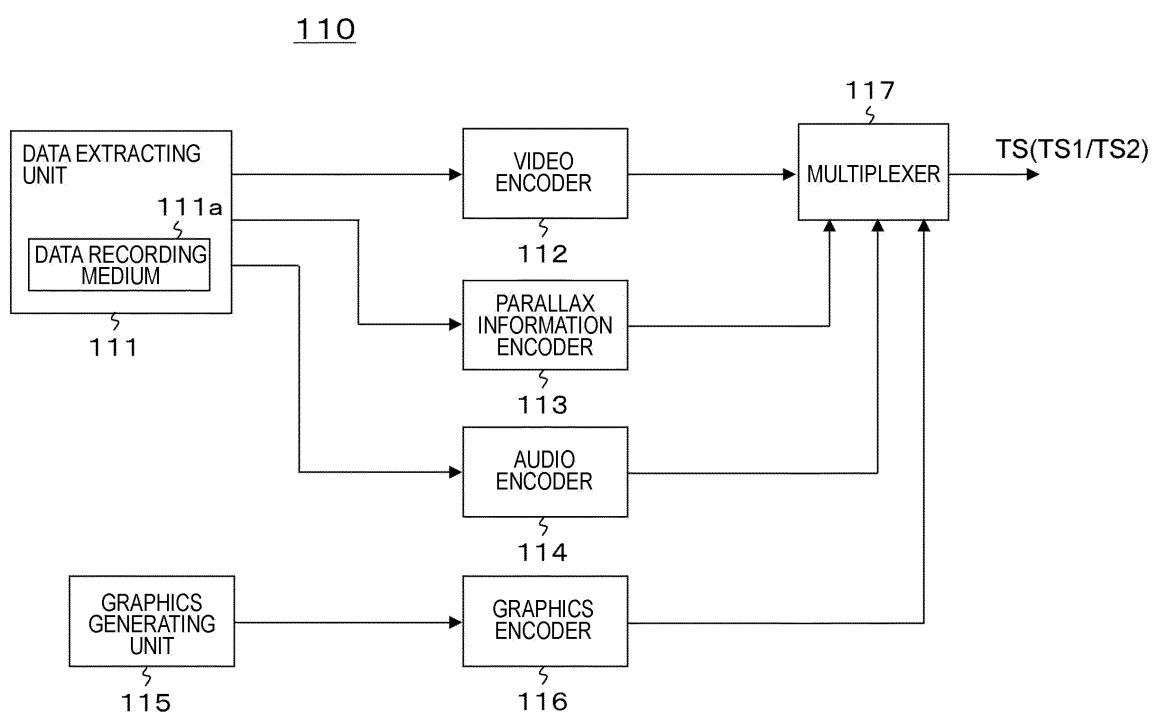 110
117
DATA EXTRACTING
UNIT
111a
DATA RECORDING
MEDIUM
111
VIDEO
ENCODER
112
MULTIPLEXER
TS(TS1/TS2)
PARALLAX
INFORMATION
ENCODER
113
AUDIO
ENCODER
114
GRAPHICS
GENERATING
UNIT
115
GRAPHICS
ENCODER
116